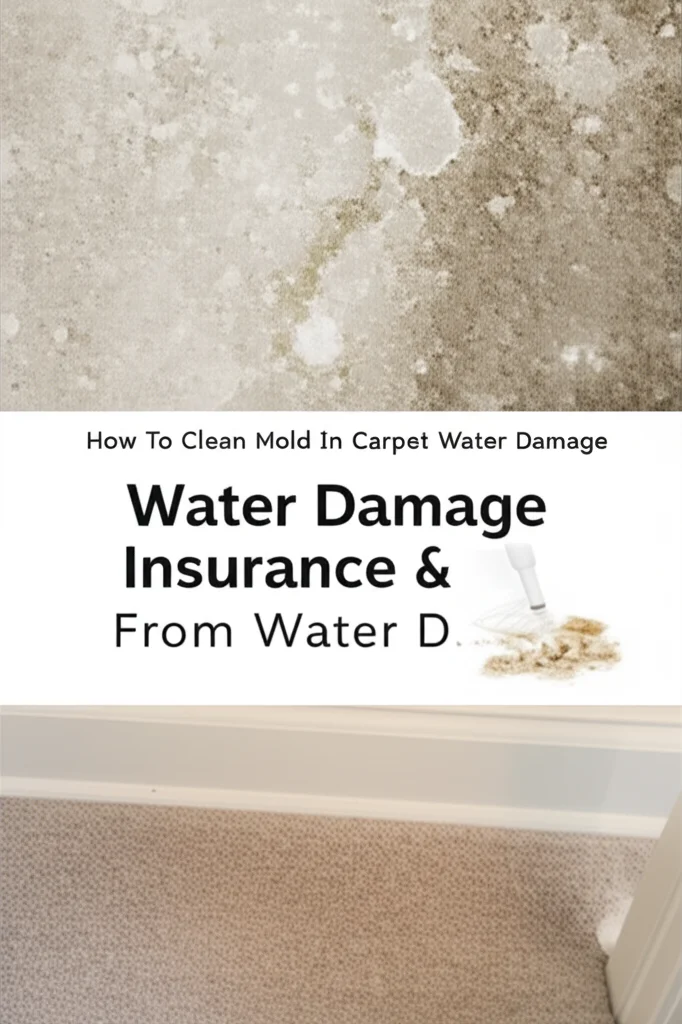 How To Clean Mold In Carpet Water Damage
Water Damage
Insurance &
From Water D.